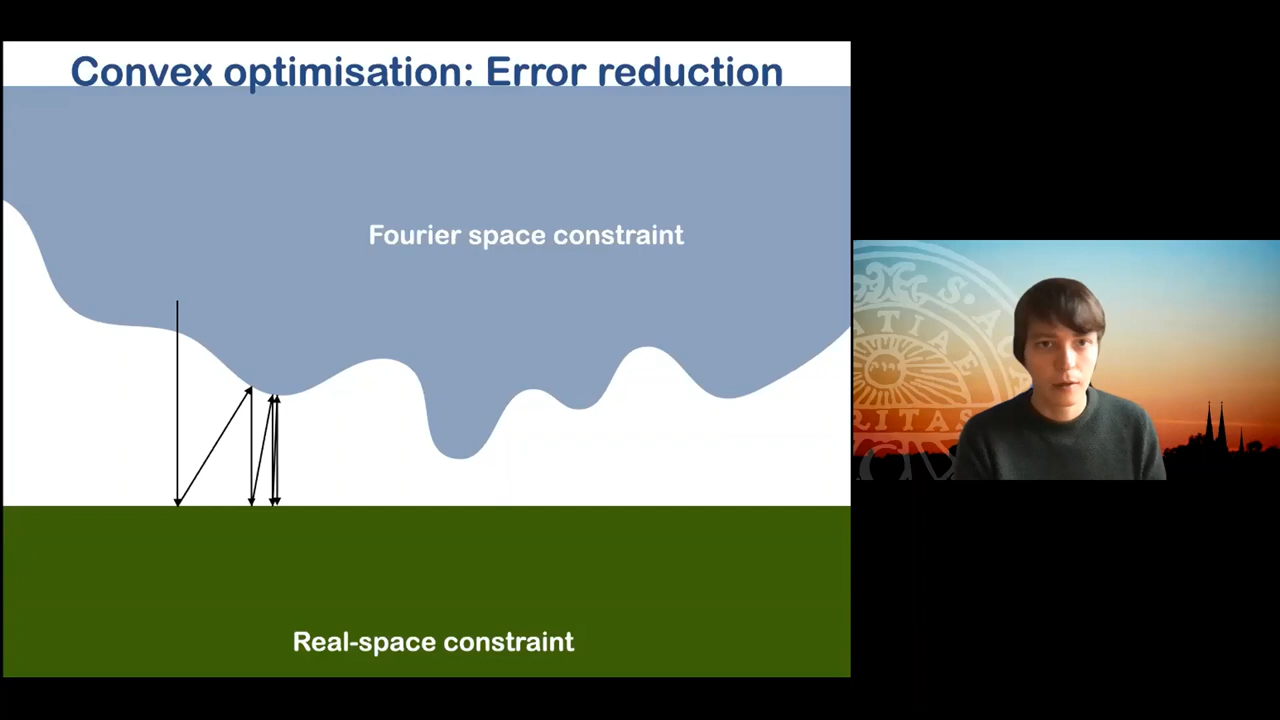 Convex optimisation: Error reduction
Fourier space constraint
Real-space constraint